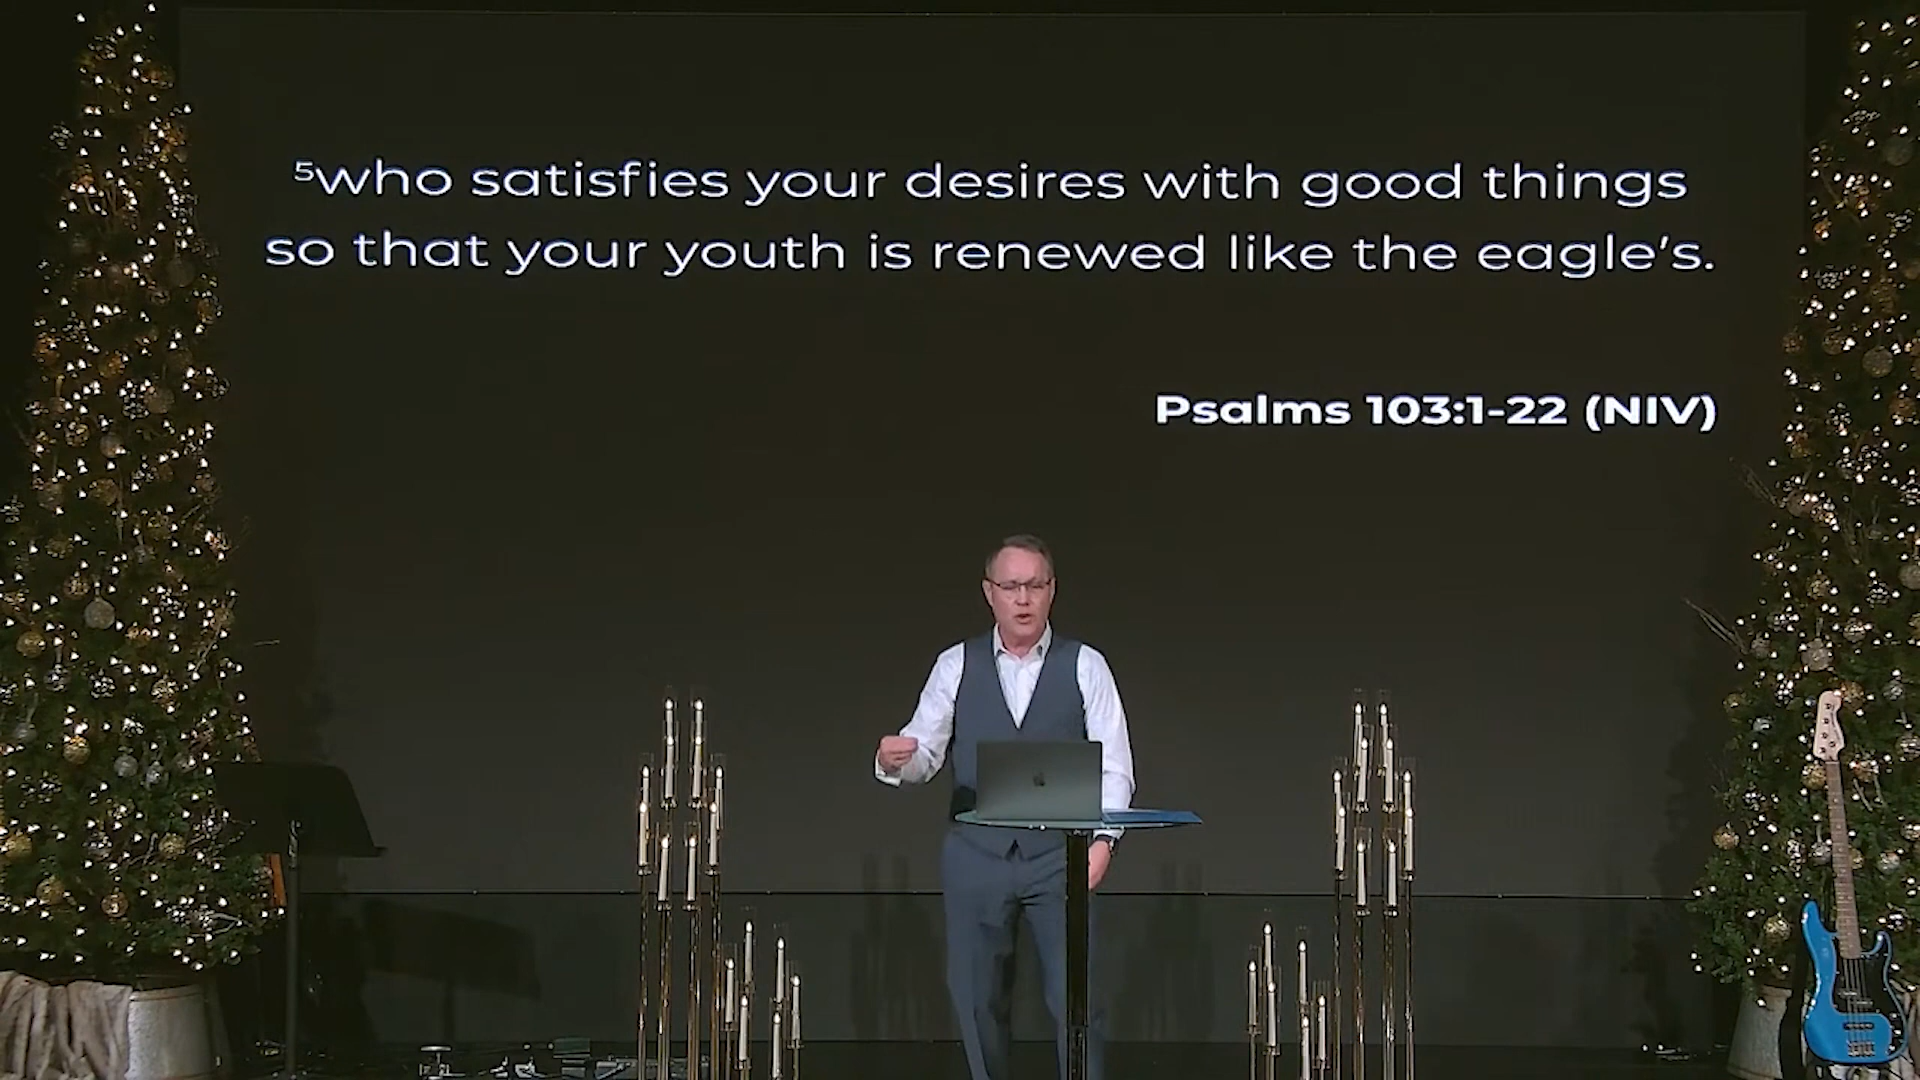 ⁵who satisfies your desires with good things
so that your youth is renewed like the eagle's.
Psalms 103:1-22 (NIV)